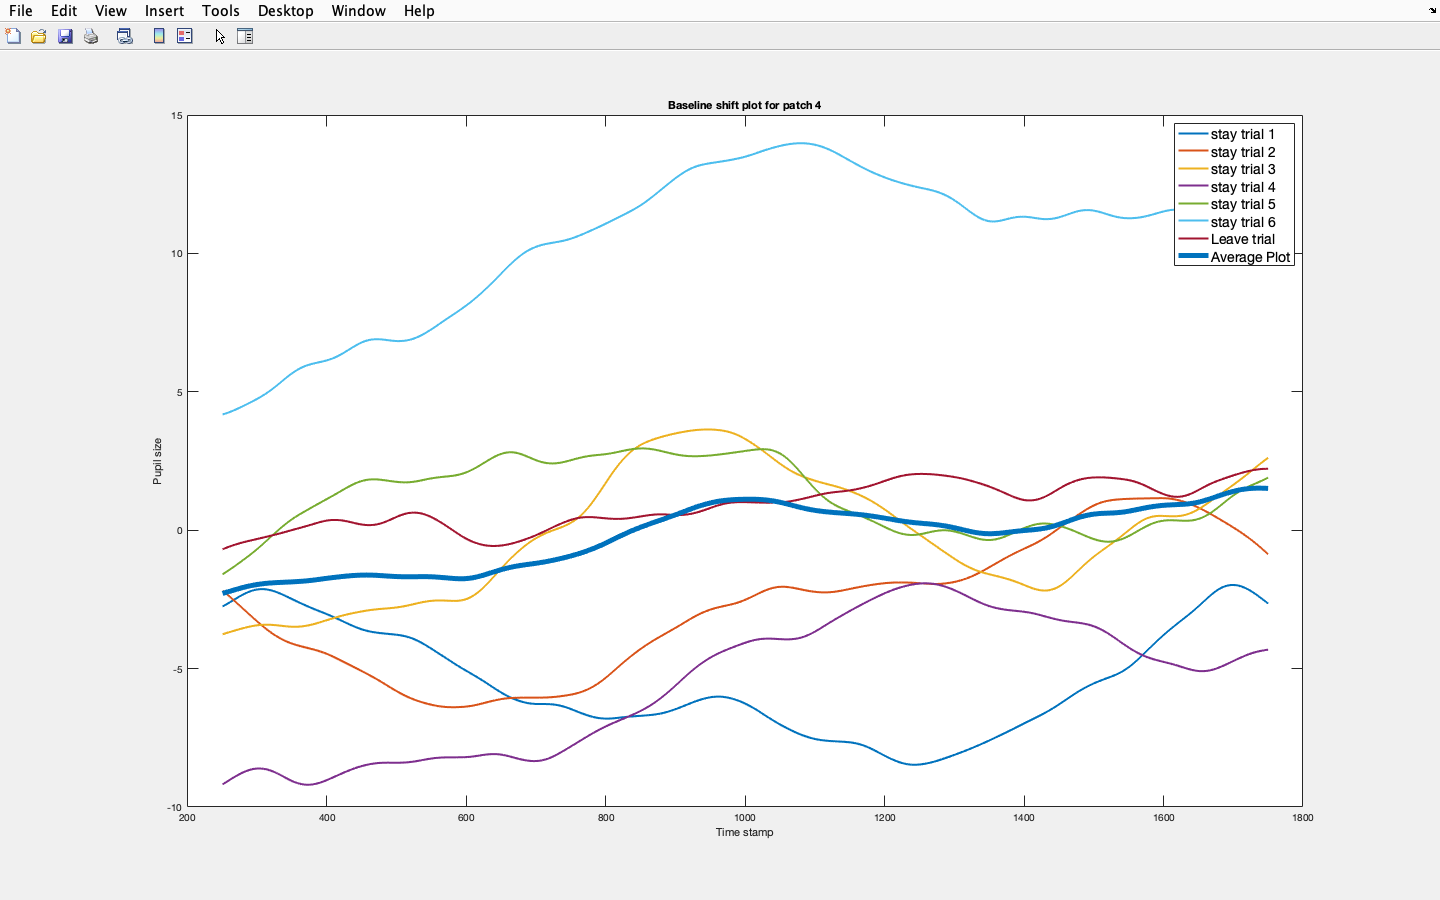 File Edit View Insert Tools Desktop Window Help
Baseline shift plot for patch 4
15
10
5
0
-5
-10
Pupil size
stay trial 1
stay trial 2
stay trial 3
stay trial 4
stay trial 5
stay trial 6
Leave trial
Average Plot
200 400 600 800 1000 1200 1400 1600 1800
Time stamp